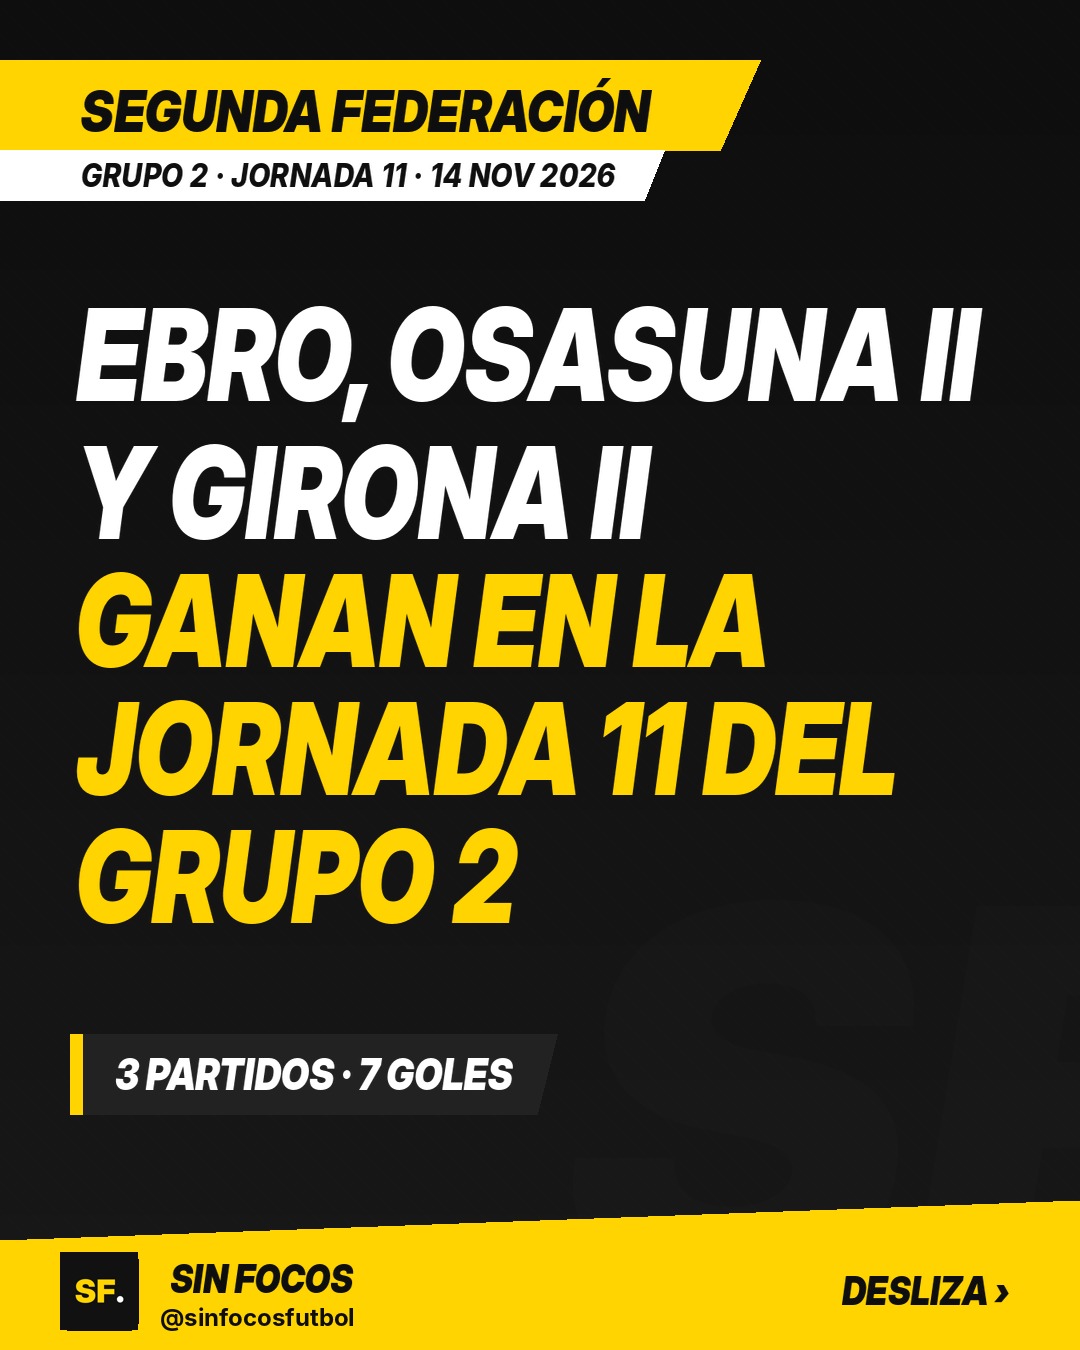 SEGUNDA FEDERACIÓN
GRUPO 2 · JORNADA 11 · 14 NOV 2026
EBRO, OSASUNA II
Y GIRONA II
GANAN EN LA
JORNADA 11 DEL
GRUPO 2
3 PARTIDOS · 7 GOLES
SF
SF.
SIN FOCOS
@sinfocosfutbol
DESLIZA ›